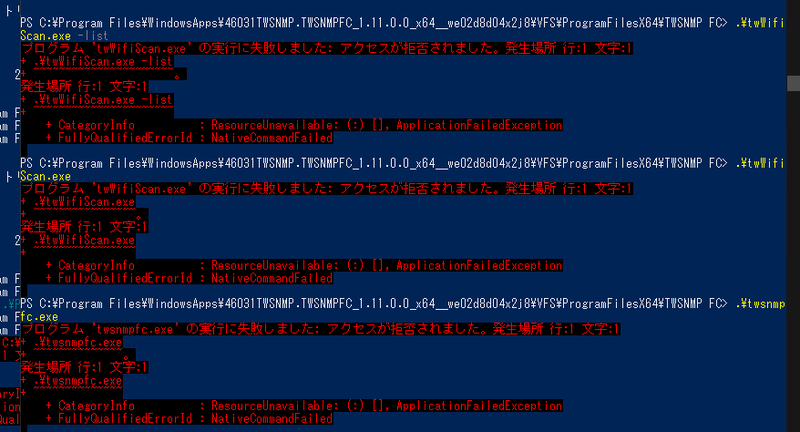 PS C:¥Program Files¥WindowsApps¥46031TWSNMP.TWSNMPFC_1.11.0.0_x64__we02d8d04x2j8¥VFS¥ProgramFilesX64¥TWSNMP FC> .¥twWifi
Scan.exe -list
プログラム 'twWifiScan.exe' の実行に失敗しました: アクセスが拒否されました。発生場所 行:1 文字:1
+ .¥twWifiScan.exe -list
+ ~~~~~~~~~~~~~~~~~~~~~~。
発生場所 行:1 文字:1
+ .¥twWifiScan.exe -list
+ ~~~~~~~~~~~~~~~~~~~~~~
+ CategoryInfo : ResourceUnavailable: (:) [], ApplicationFailedException
+ FullyQualifiedErrorId : NativeCommandFailed
PS C:¥Program Files¥WindowsApps¥46031TWSNMP.TWSNMPFC_1.11.0.0_x64__we02d8d04x2j8¥VFS¥ProgramFilesX64¥TWSNMP FC> .¥twWifi
Scan.exe
プログラム 'twWifiScan.exe' の実行に失敗しました: アクセスが拒否されました。発生場所 行:1 文字:1
+ .¥twWifiScan.exe
+ ~~~~~~~~~~~~~~~~。
発生場所 行:1 文字:1
+ .¥twWifiScan.exe
+ ~~~~~~~~~~~~~~~~
+ CategoryInfo : ResourceUnavailable: (:) [], ApplicationFailedException
+ FullyQualifiedErrorId : NativeCommandFailed
PS C:¥Program Files¥WindowsApps¥46031TWSNMP.TWSNMPFC_1.11.0.0_x64__we02d8d04x2j8¥VFS¥ProgramFilesX64¥TWSNMP FC> .¥twsnmp
fc.exe
プログラム 'twsnmpfc.exe' の実行に失敗しました: アクセスが拒否されました。発生場所 行:1 文字:1
+ .¥twsnmpfc.exe
+ ~~~~~~~~~~~~~~。
発生場所 行:1 文字:1
+ .¥twsnmpfc.exe
+ ~~~~~~~~~~~~~~
+ CategoryInfo : ResourceUnavailable: (:) [], ApplicationFailedException
+ FullyQualifiedErrorId : NativeCommandFailed